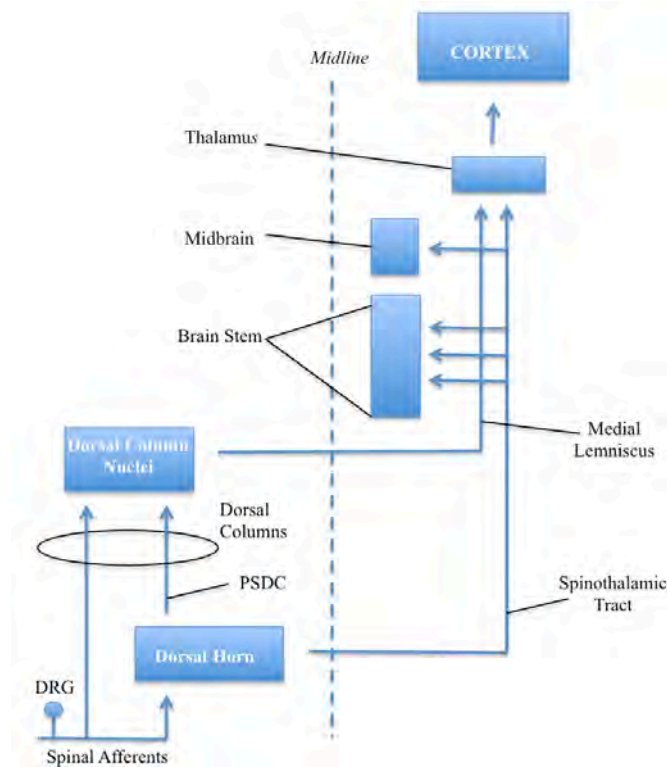 CORTEX
Midline
Thalamus
Midbrain
Brain Stem
Dorsal Column
Nuclei
Medial
Lemniscus
Dorsal
Columns
PSDC
Spinothalamic
Tract
Dorsal Horn
DRG
Spinal Afferents